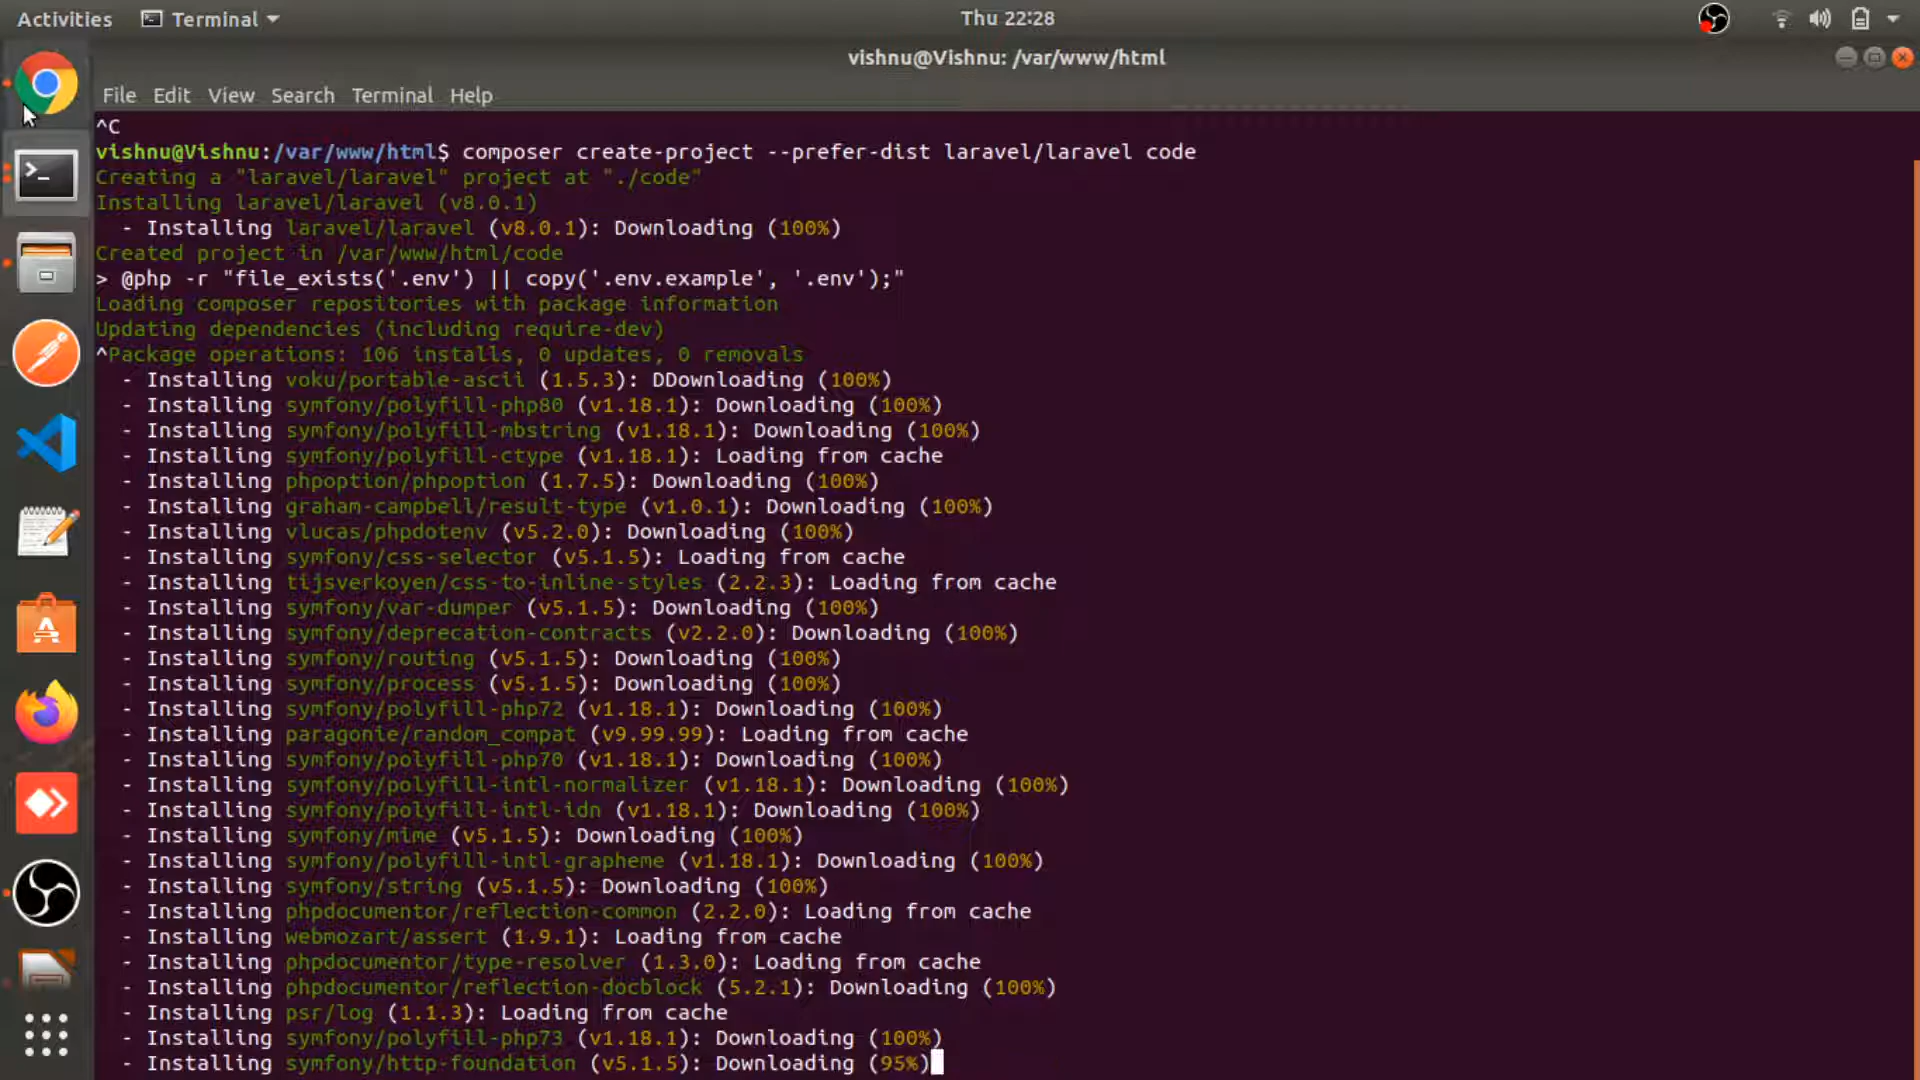 Activities Terminal Thu 22:28
vishnu@Vishnu: /var/www/html
File Edit View Search Terminal Help
^C
vishnu@Vishnu:/var/www/html$ composer create-project --prefer-dist laravel/laravel code
Creating a "laravel/laravel" project at "./code"
Installing laravel/laravel (v8.0.1)
- Installing laravel/laravel (v8.0.1): Downloading (100%)
Created project in /var/www/html/code
> @php -r "file_exists('.env') || copy('.env.example', '.env');"
Loading composer repositories with package information
Updating dependencies (including require-dev)
^Package operations: 106 installs, 0 updates, 0 removals
- Installing voku/portable-ascii (1.5.3): DDownloading (100%)
- Installing symfony/polyfill-php80 (v1.18.1): Downloading (100%)
- Installing symfony/polyfill-mbstring (v1.18.1): Downloading (100%)
- Installing symfony/polyfill-ctype (v1.18.1): Loading from cache
- Installing phpoption/phpoption (1.7.5): Downloading (100%)
- Installing graham-campbell/result-type (v1.0.1): Downloading (100%)
- Installing vlucas/phpdotenv (v5.2.0): Downloading (100%)
- Installing symfony/css-selector (v5.1.5): Loading from cache
- Installing tijsverkoyen/css-to-inline-styles (2.2.3): Loading from cache
- Installing symfony/var-dumper (v5.1.5): Downloading (100%)
- Installing symfony/deprecation-contracts (v2.2.0): Downloading (100%)
- Installing symfony/routing (v5.1.5): Downloading (100%)
- Installing symfony/process (v5.1.5): Downloading (100%)
- Installing symfony/polyfill-php72 (v1.18.1): Downloading (100%)
- Installing paragonie/random_compat (v9.99.99): Loading from cache
- Installing symfony/polyfill-php70 (v1.18.1): Downloading (100%)
- Installing symfony/polyfill-intl-normalizer (v1.18.1): Downloading (100%)
- Installing symfony/polyfill-intl-idn (v1.18.1): Downloading (100%)
- Installing symfony/mime (v5.1.5): Downloading (100%)
- Installing symfony/polyfill-intl-grapheme (v1.18.1): Downloading (100%)
- Installing symfony/string (v5.1.5): Downloading (100%)
- Installing phpdocumentor/reflection-common (2.2.0): Loading from cache
- Installing webmozart/assert (1.9.1): Loading from cache
- Installing phpdocumentor/type-resolver (1.3.0): Loading from cache
- Installing phpdocumentor/reflection-docblock (5.2.1): Downloading (100%)
- Installing psr/log (1.1.3): Loading from cache
- Installing symfony/polyfill-php73 (v1.18.1): Downloading (100%)
- Installing symfony/http-foundation (v5.1.5): Downloading (95%)